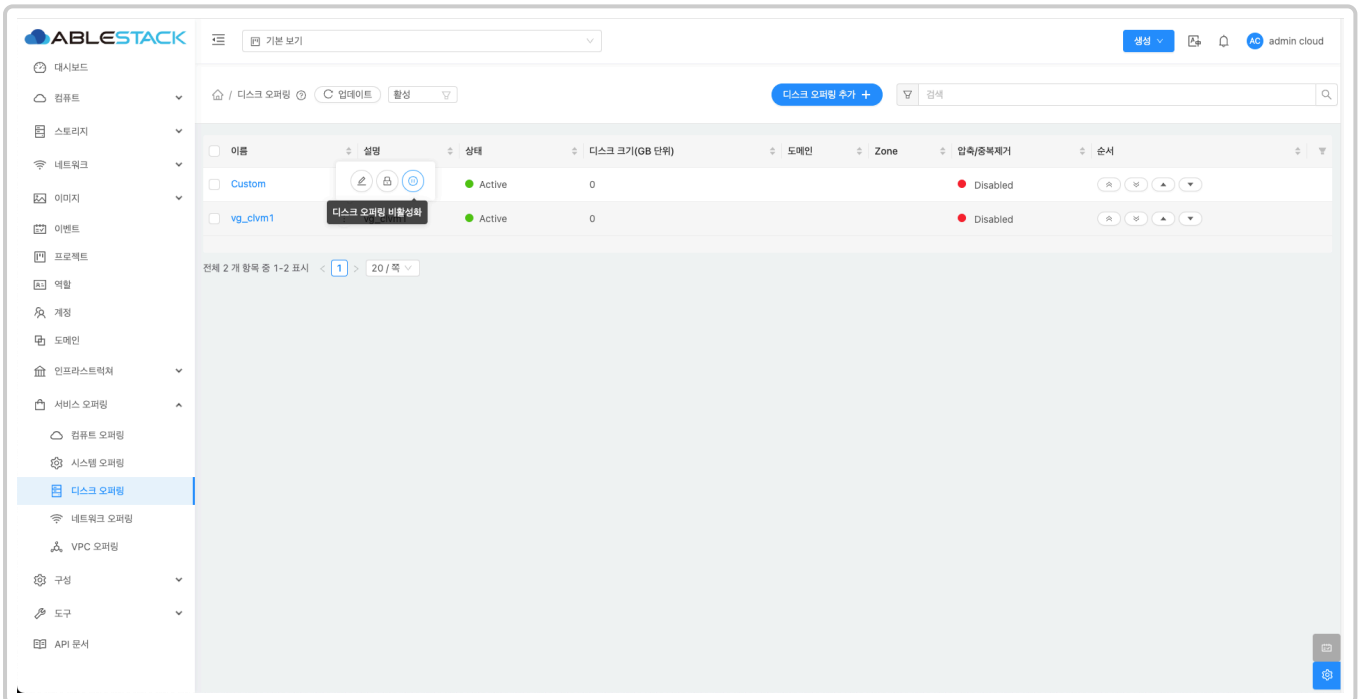 ABLESTACK
기본 보기
생성
AC admin cloud
대시보드
컴퓨트
스토리지
네트워크
이미지
이벤트
프로젝트
역할
계정
도메인
인프라스트럭쳐
서비스 오퍼링
컴퓨트 오퍼링
시스템 오퍼링
디스크 오퍼링
네트워크 오퍼링
VPC 오퍼링
구성
도구
API 문서
/ 디스크 오퍼링 업데이트 활성
디스크 오퍼링 추가 +
검색
이름 설명 상태 디스크 크기(GB 단위) 도메인 Zone 압축/중복제거 순서
Custom Active 0 Disabled
디스크 오퍼링 비활성화
vg_clvm1 Active 0 Disabled
전체 2 개 항목 중 1-2 표시 < 1 > 20 / 쪽